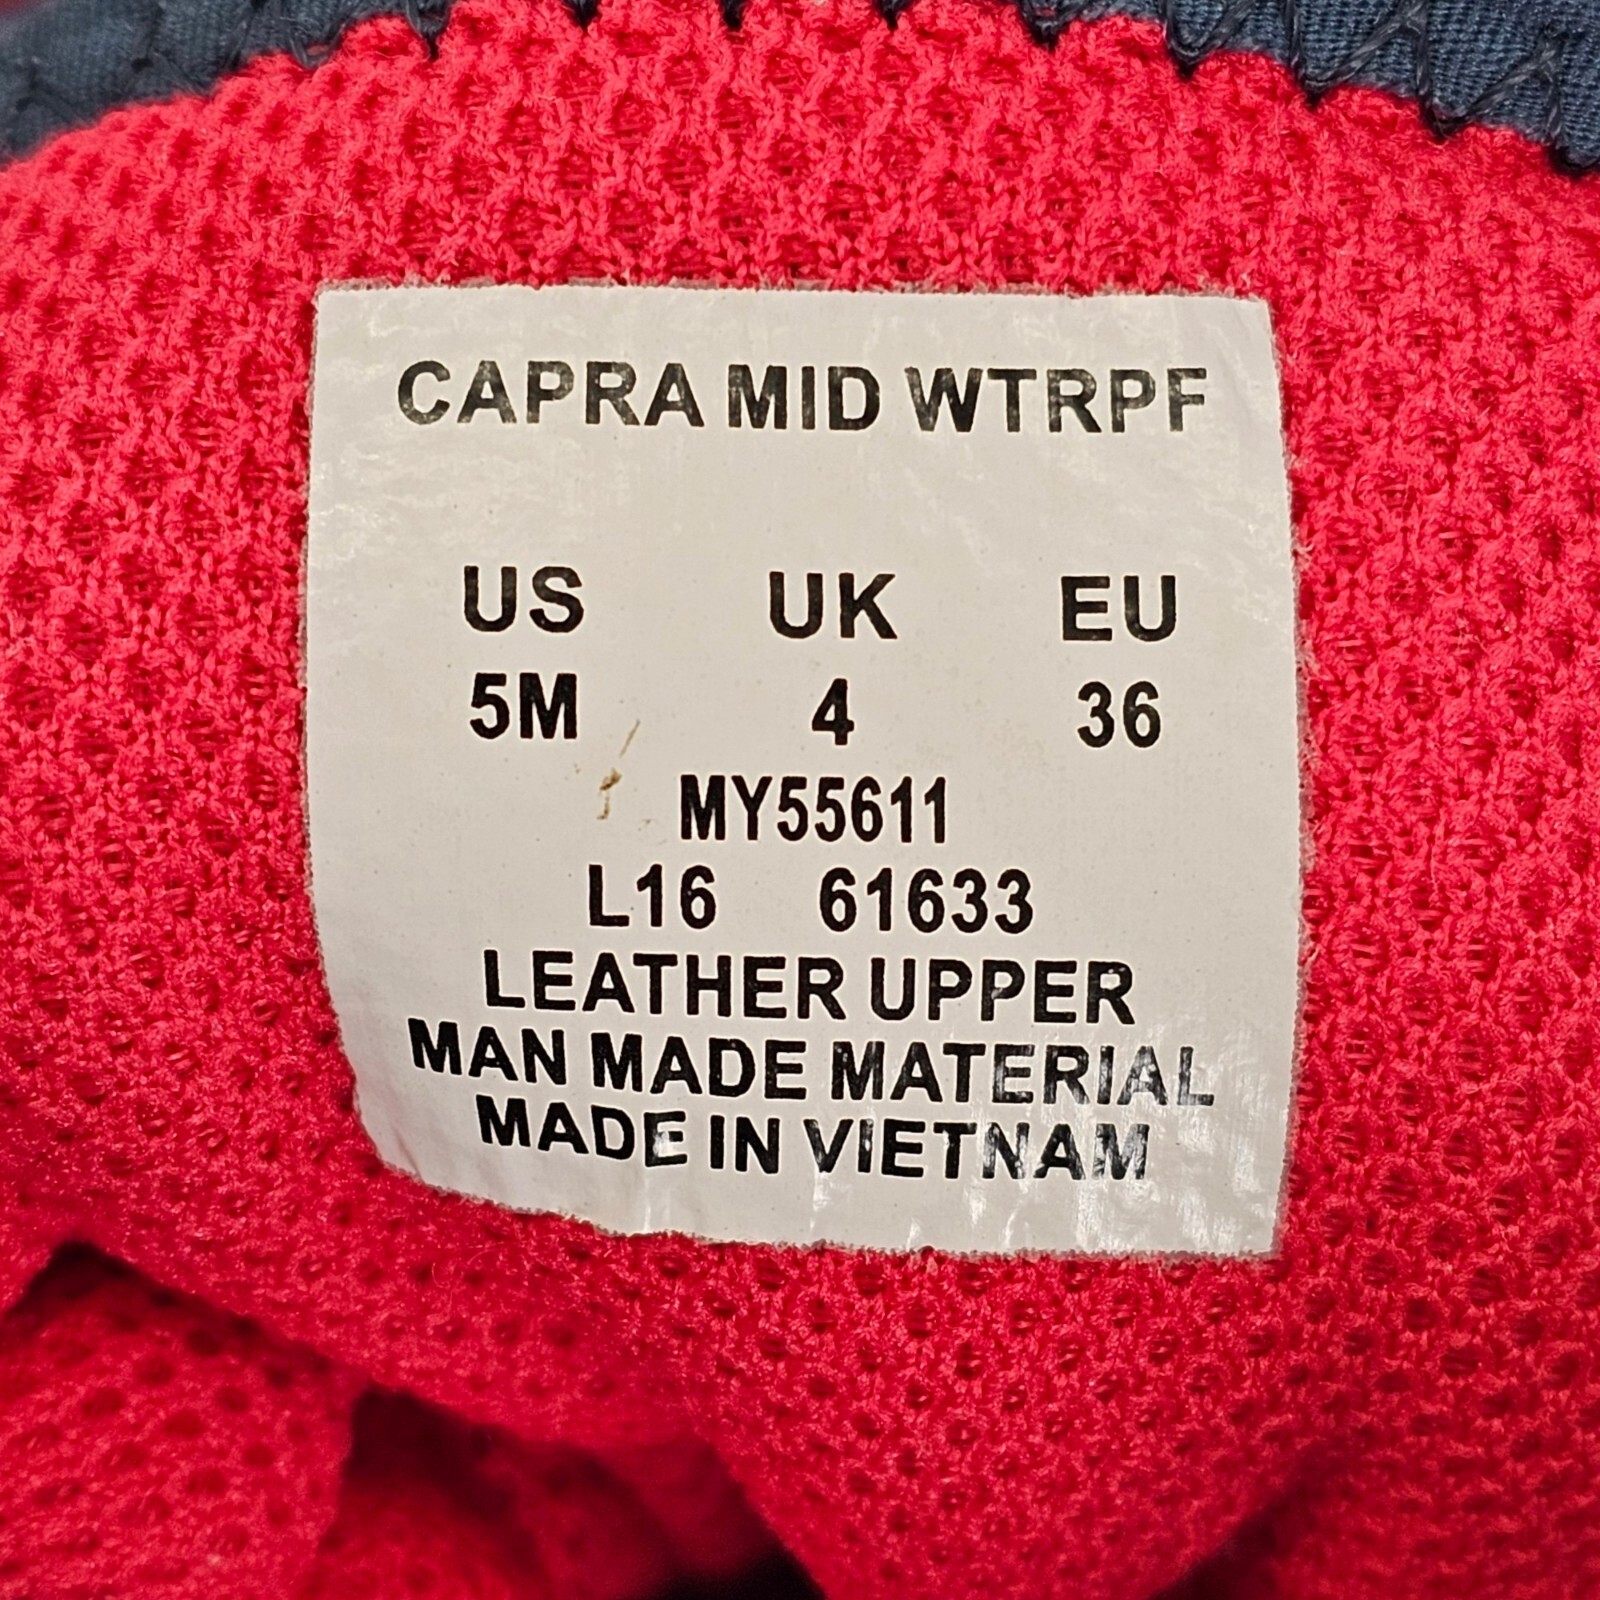 CAPRA MID WTRPF
US UK EU
5M 4 36
MY55611
L16 61633
LEATHER UPPER
MAN MADE MATERIAL
MADE IN VIETNAM